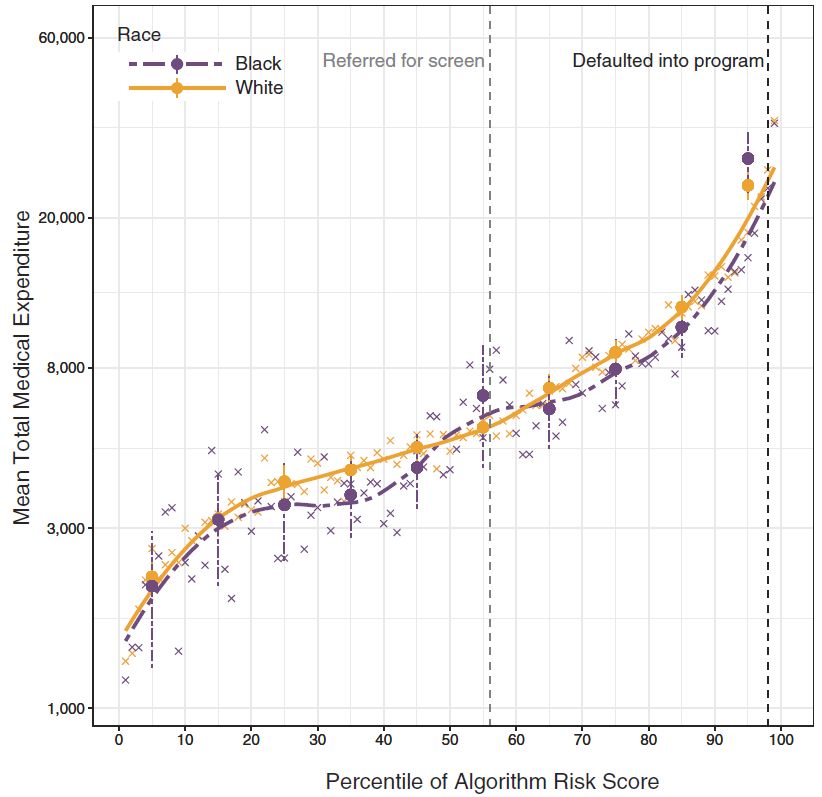 60,000
20,000
8,000
3,000
1,000
Mean Total Medical Expenditure
Race
Black
White
Referred for screen
Defaulted into program
0 10 20 30 40 50 60 70 80 90 100
Percentile of Algorithm Risk Score